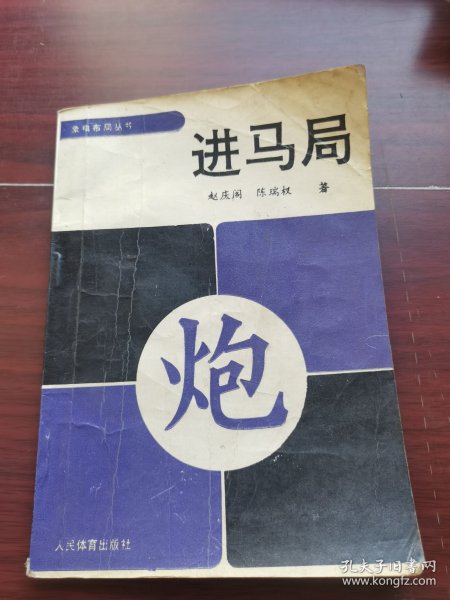 象棋布局丛书
进马局
赵庆阁 陈瑞权 著
炮
人民体育出版社
孔夫子旧书网
www.kongfz.com